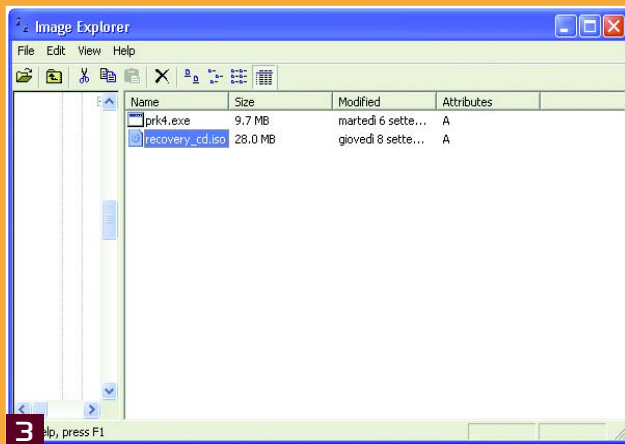 Image Explorer
File Edit View Help
E
Name Size Modified Attributes
prk4.exe 9.7 MB martedì 6 sette... A
recovery_cd.iso 28.0 MB giovedì 8 sette... A
3
elp, press F1